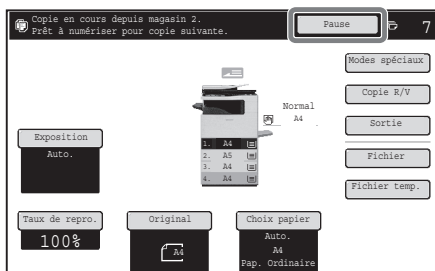 Copie en cours depuis magasin 2.
Prêt à numériser pour copie suivante.
Pause
7
Modes spéciaux
Copie R/V
Sortie
Fichier
Fichier temp.
Normal
A4
1. A4
2. A5
3. A4
4. A4
Exposition
Auto.
Taux de repro.
100%
Original
A4
Choix papier
Auto.
A4
Pap. Ordinaire